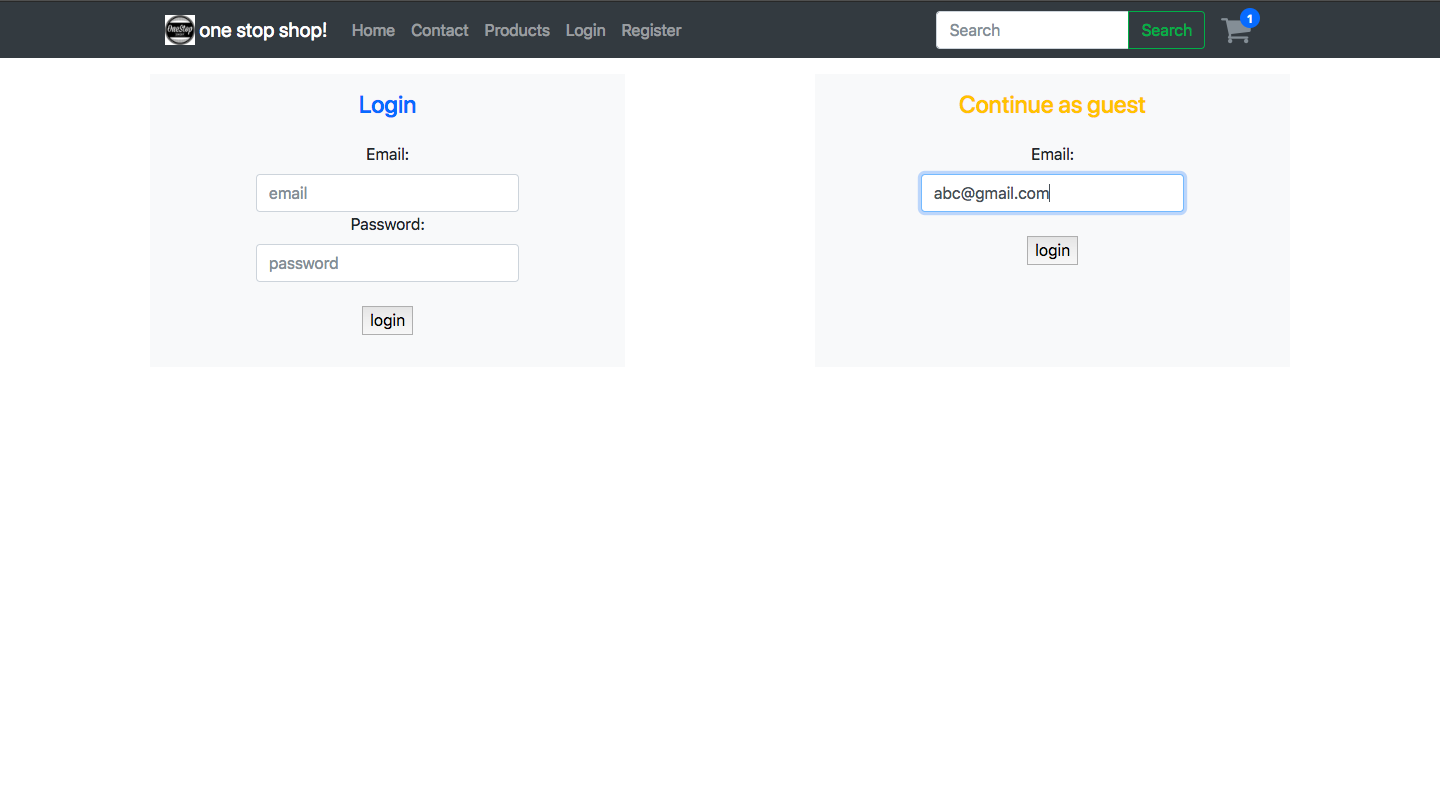 OneStop one stop shop! Home Contact Products Login Register Search Search 1
Login
Email:
email
Password:
password
login
Continue as guest
Email:
abc@gmail.com
login